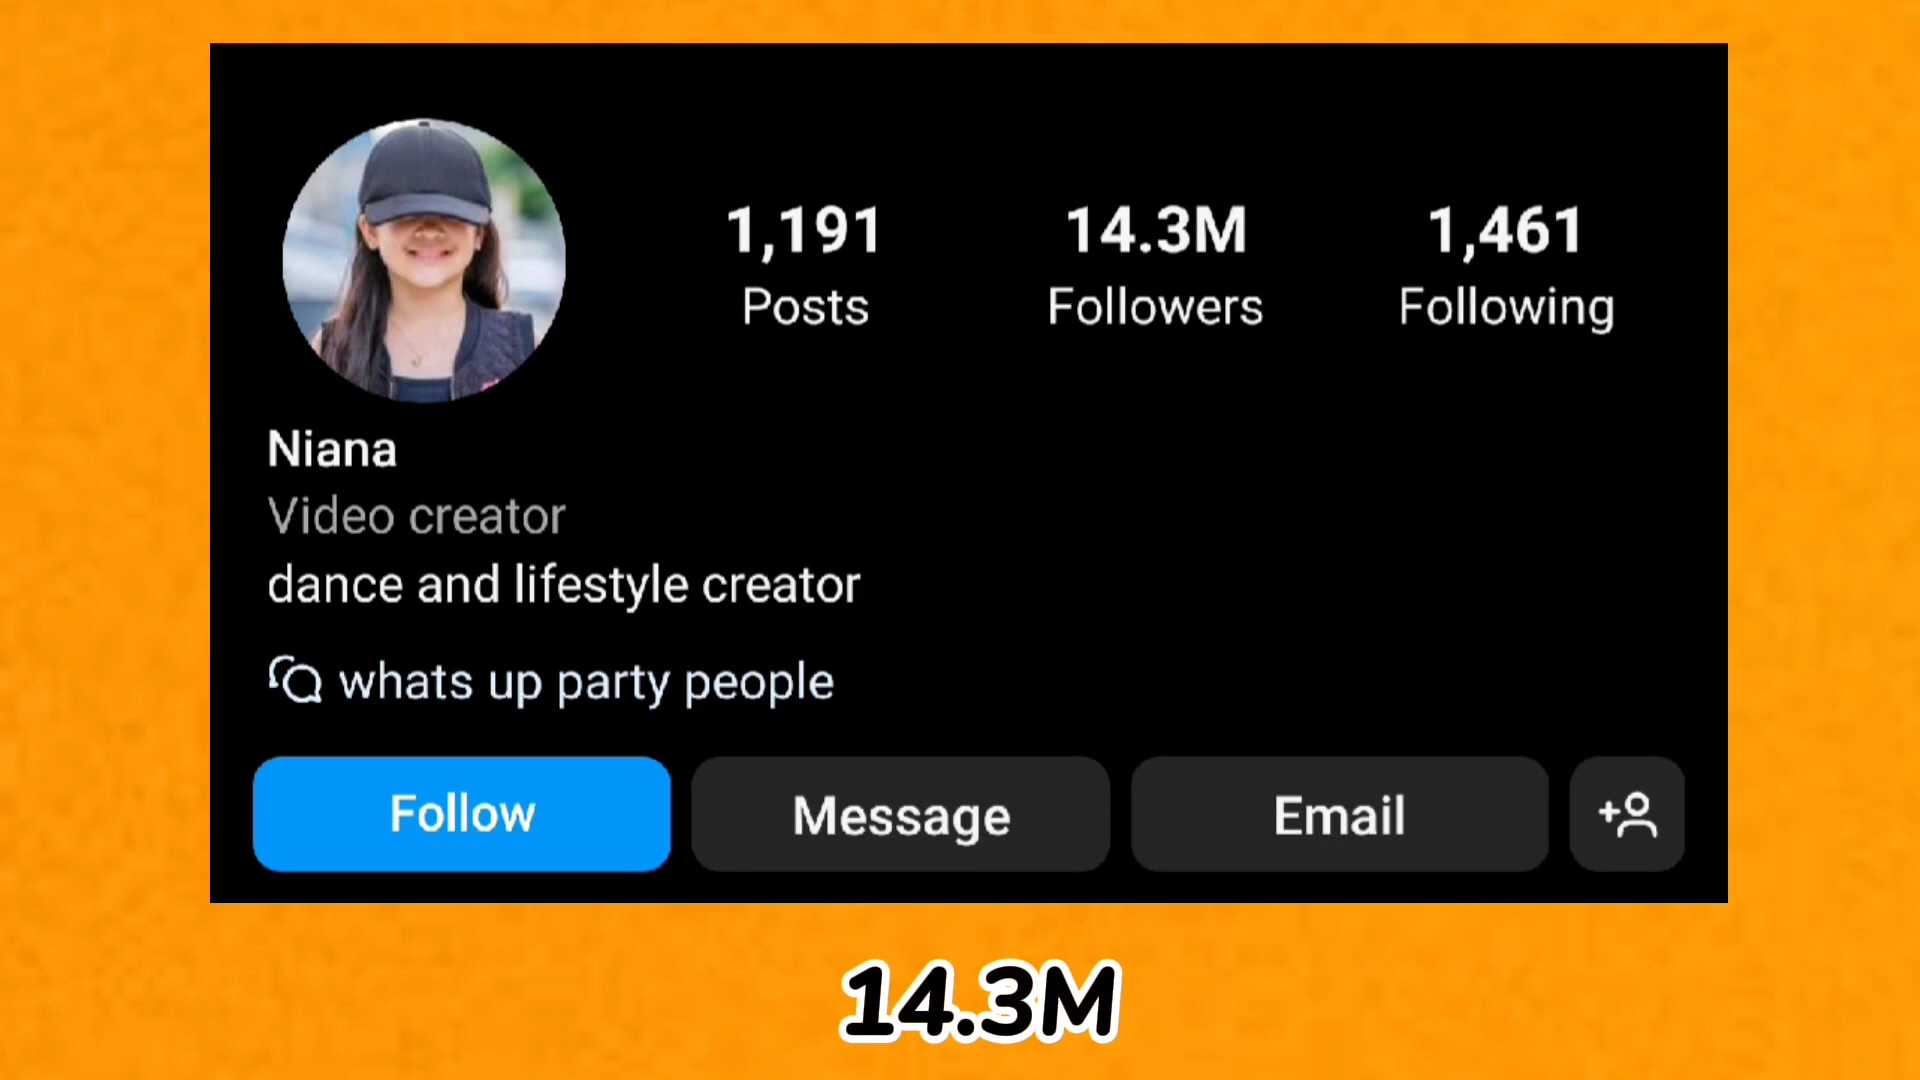 1,191 14.3M 1,461
Posts Followers Following
Niana
Video creator
dance and lifestyle creator
whats up party people
Follow Message Email
14.3M